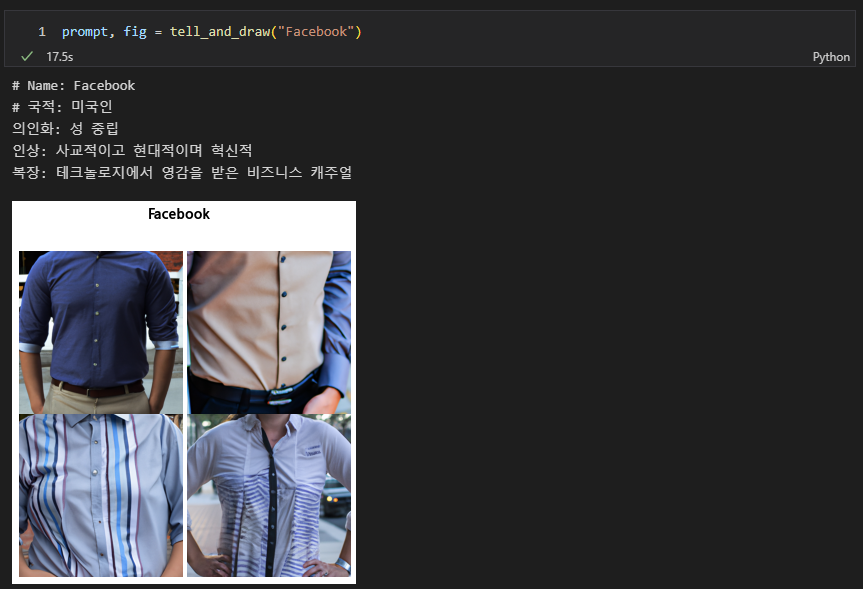 1 prompt, fig = tell_and_draw("Facebook")
17.5s
Python
# Name: Facebook
# 국적: 미국인
의인화: 성 중립
인상: 사교적이고 현대적이며 혁신적
복장: 테크놀로지에서 영감을 받은 비즈니스 캐주얼
Facebook